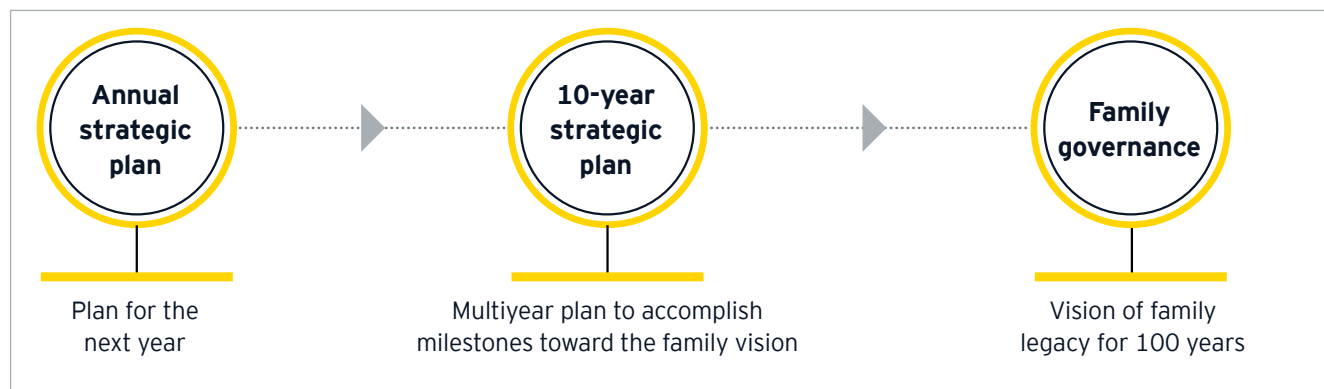 Annual
strategic
plan
10-year
strategic
plan
Family
governance
Plan for the
next year
Multiyear plan to accomplish
milestones toward the family vision
Vision of family
legacy for 100 years